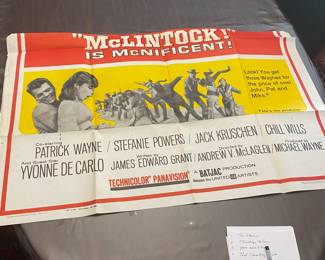 "McLINTOCK!"
IS McNIFICENT!
Look! You get
three Waynes for
the price of one!
John, Pat and
Mike.
Co-starring
PATRICK WAYNE / STEFANIE POWERS / JACK KRUSCHEN / CHILL WILLS
And Guest Star
YVONNE DE CARLO / Written by JAMES EDWARD GRANT / Directed by ANDREW V. McLAGLEN / Produced by MICHAEL WAYNE
TECHNICOLOR® PANAVISION® A BATJAC PRODUCTION
Released thru UNITED ARTISTS